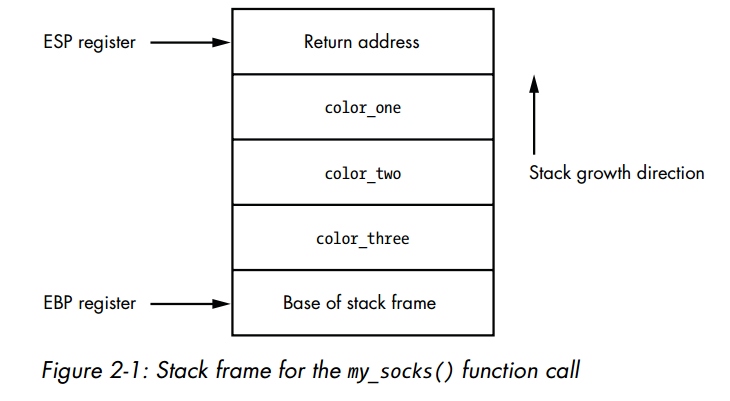 ESP register
Return address
color_one
color_two
Stack growth direction
color_three
EBP register
Base of stack frame
Figure 2-1: Stack frame for the my_socks() function call